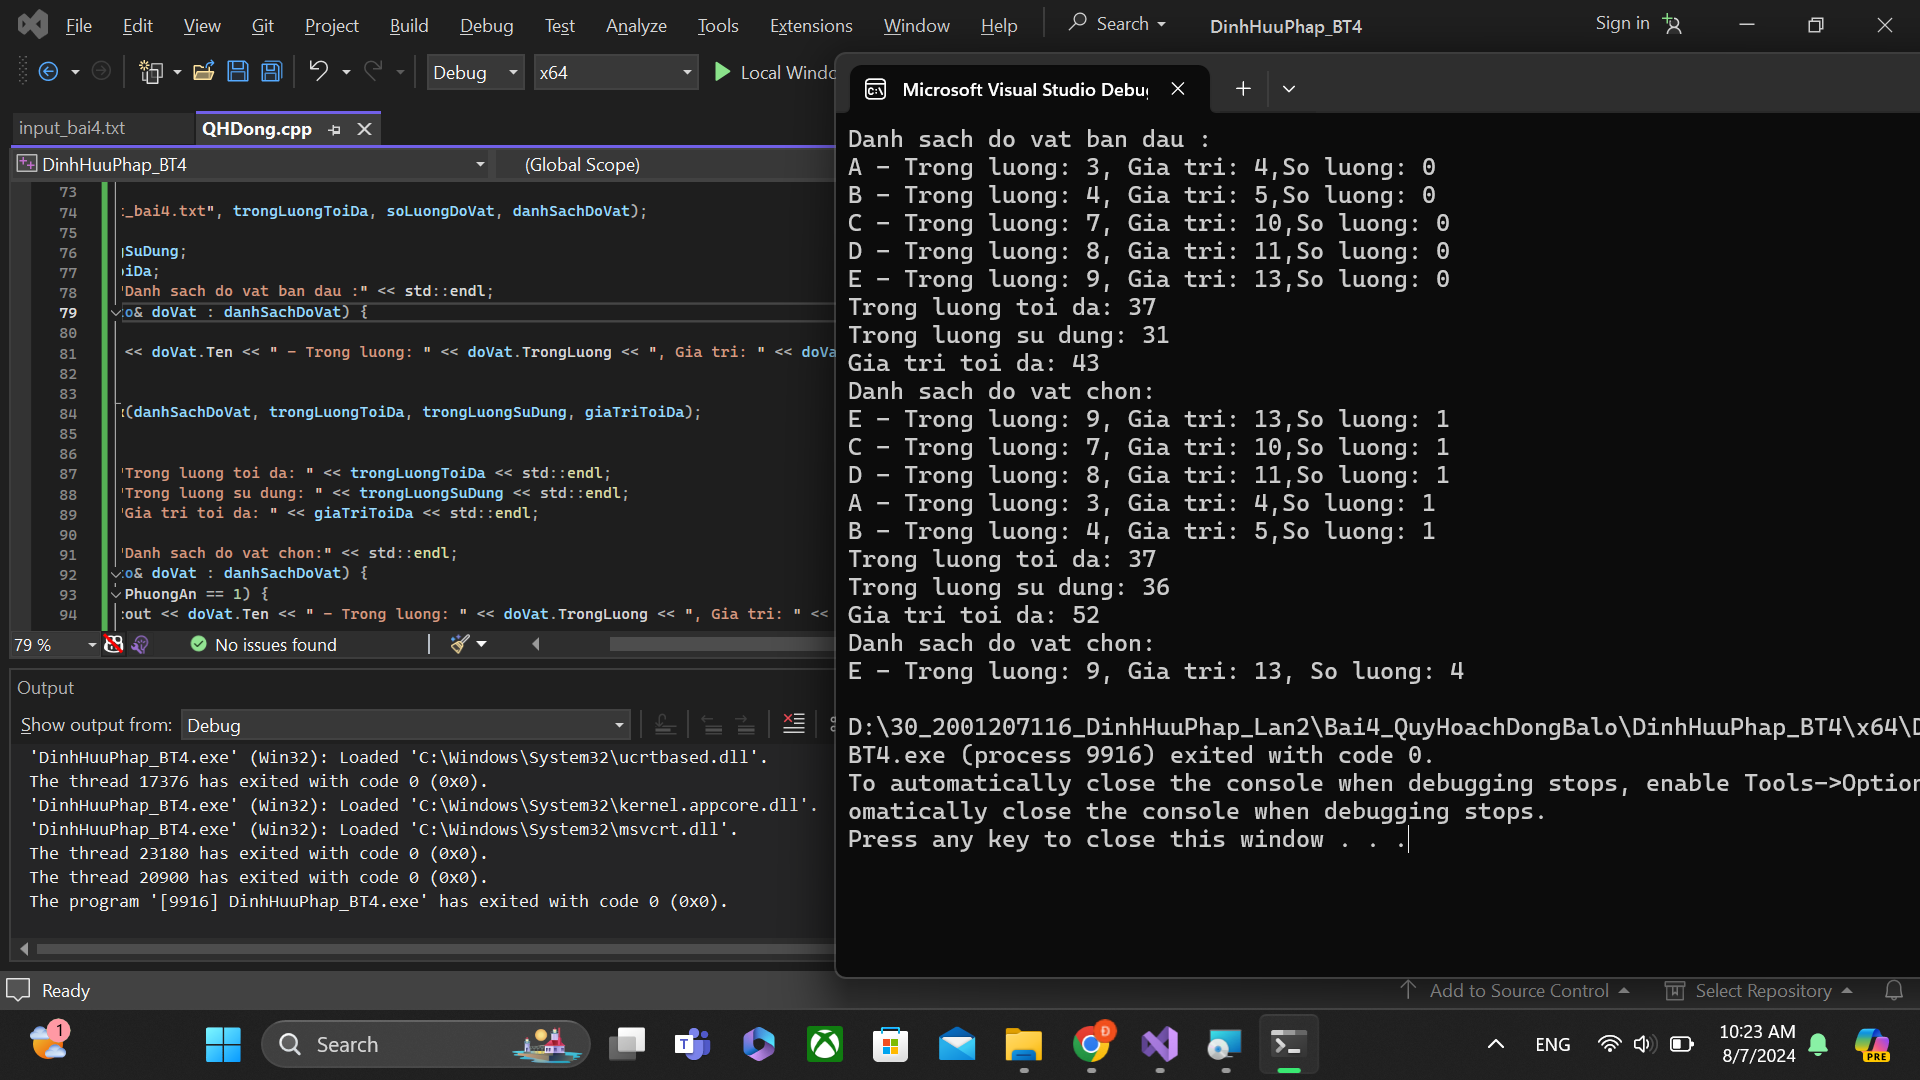 File Edit View Git Project Build Debug Test Analyze Tools Extensions Window Help Search DinhHuuPhap_BT4 Sign in
Debug x64 Local Windo
input_bai4.txt QHDong.cpp
DinhHuuPhap_BT4 (Global Scope)
73
74 t_bai4.txt", trongLuongToiDa, soLuongDoVat, danhSachDoVat);
75
76 gSuDung;
77 oiDa;
78 "Danh sach do vat ban dau :" << std::endl;
79 to& doVat : danhSachDoVat) {
80
81 << doVat.Ten << " - Trong luong: " << doVat.TrongLuong << ", Gia tri: " << doVa
82
83
84 k(danhSachDoVat, trongLuongToiDa, trongLuongSuDung, giaTriToiDa);
85
86
87 "Trong luong toi da: " << trongLuongToiDa << std::endl;
88 "Trong luong su dung: " << trongLuongSuDung << std::endl;
89 "Gia tri toi da: " << giaTriToiDa << std::endl;
90
91 "Danh sach do vat chon:" << std::endl;
92 to& doVat : danhSachDoVat) {
93 PhuongAn == 1) {
94 cout << doVat.Ten << " - Trong luong: " << doVat.TrongLuong << ", Gia tri: " <<
79 % No issues found
Output
Show output from: Debug
'DinhHuuPhap_BT4.exe' (Win32): Loaded 'C:\Windows\System32\ucrtbased.dll'.
The thread 17376 has exited with code 0 (0x0).
'DinhHuuPhap_BT4.exe' (Win32): Loaded 'C:\Windows\System32\kernel.appcore.dll'.
'DinhHuuPhap_BT4.exe' (Win32): Loaded 'C:\Windows\System32\msvcrt.dll'.
The thread 23180 has exited with code 0 (0x0).
The thread 20900 has exited with code 0 (0x0).
The program '[9916] DinhHuuPhap_BT4.exe' has exited with code 0 (0x0).
Microsoft Visual Studio Debug
Danh sach do vat ban dau :
A - Trong luong: 3, Gia tri: 4,So luong: 0
B - Trong luong: 4, Gia tri: 5,So luong: 0
C - Trong luong: 7, Gia tri: 10,So luong: 0
D - Trong luong: 8, Gia tri: 11,So luong: 0
E - Trong luong: 9, Gia tri: 13,So luong: 0
Trong luong toi da: 37
Trong luong su dung: 31
Gia tri toi da: 43
Danh sach do vat chon:
E - Trong luong: 9, Gia tri: 13,So luong: 1
C - Trong luong: 7, Gia tri: 10,So luong: 1
D - Trong luong: 8, Gia tri: 11,So luong: 1
A - Trong luong: 3, Gia tri: 4,So luong: 1
B - Trong luong: 4, Gia tri: 5,So luong: 1
Trong luong toi da: 37
Trong luong su dung: 36
Gia tri toi da: 52
Danh sach do vat chon:
E - Trong luong: 9, Gia tri: 13, So luong: 4
D:\30_2001207116_DinhHuuPhap_Lan2\Bai4_QuyHoachDongBalo\DinhHuuPhap_BT4\x64\D
BT4.exe (process 9916) exited with code 0.
To automatically close the console when debugging stops, enable Tools->Option
omatically close the console when debugging stops.
Press any key to close this window . . .
Ready Add to Source Control Select Repository
1 Search ENG 10:23 AM
8/7/2024
PRE